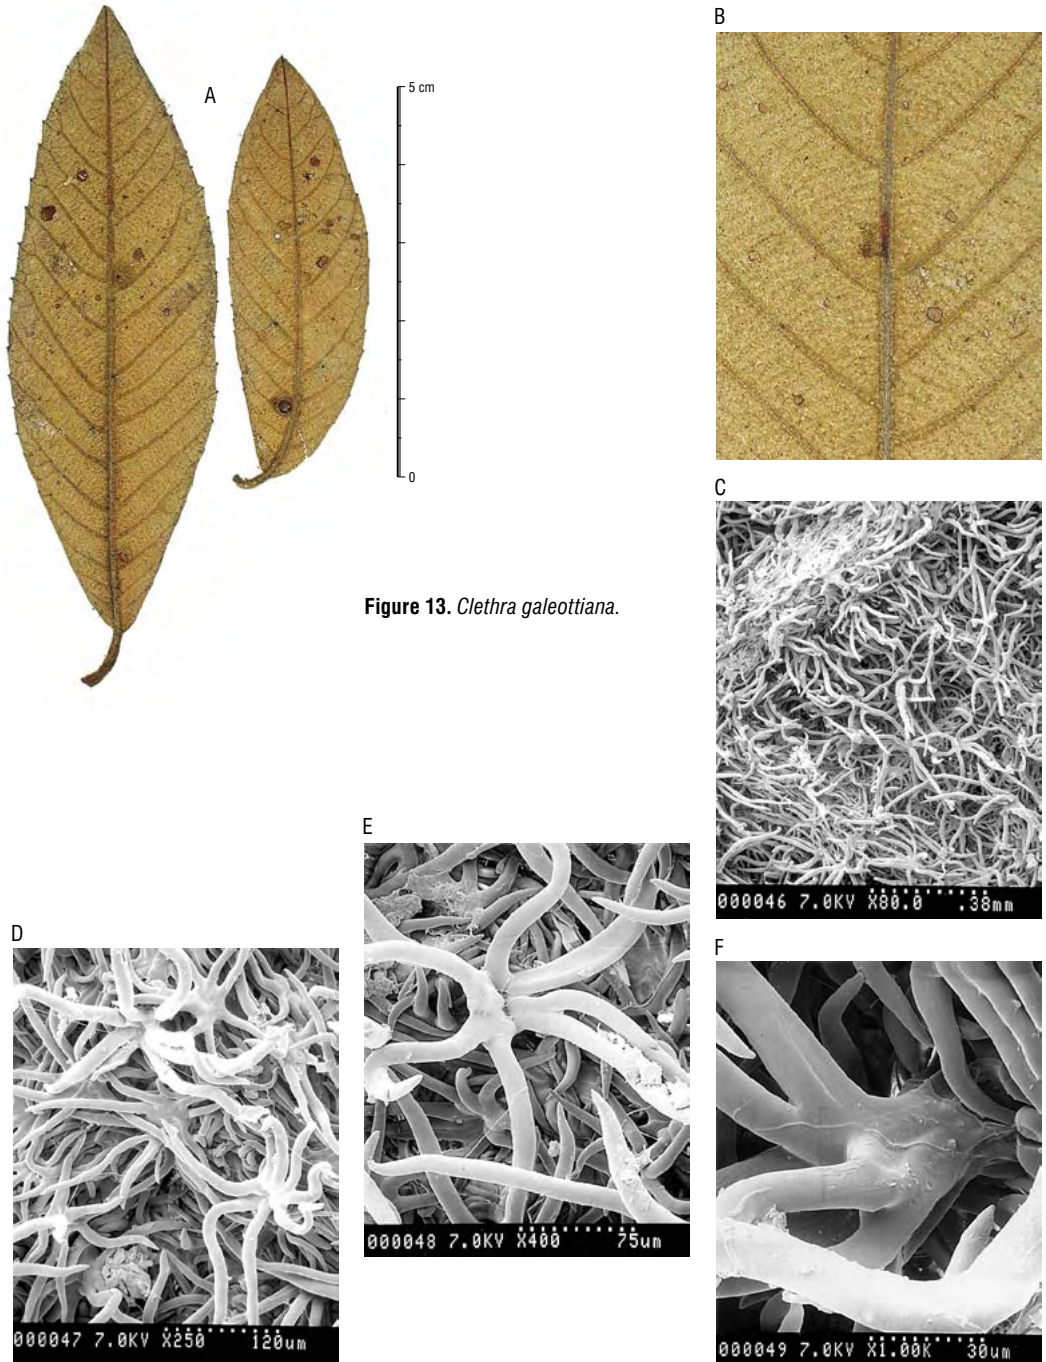 B
A
5 cm
0
C
Figure 13. Clethra galeottiana.
000046 7.0KV X80.0 .38mm
E
D
F
000048 7.0KV X400 75um
000047 7.0KV X250 120um
000049 7.0KV X1.00K 30um